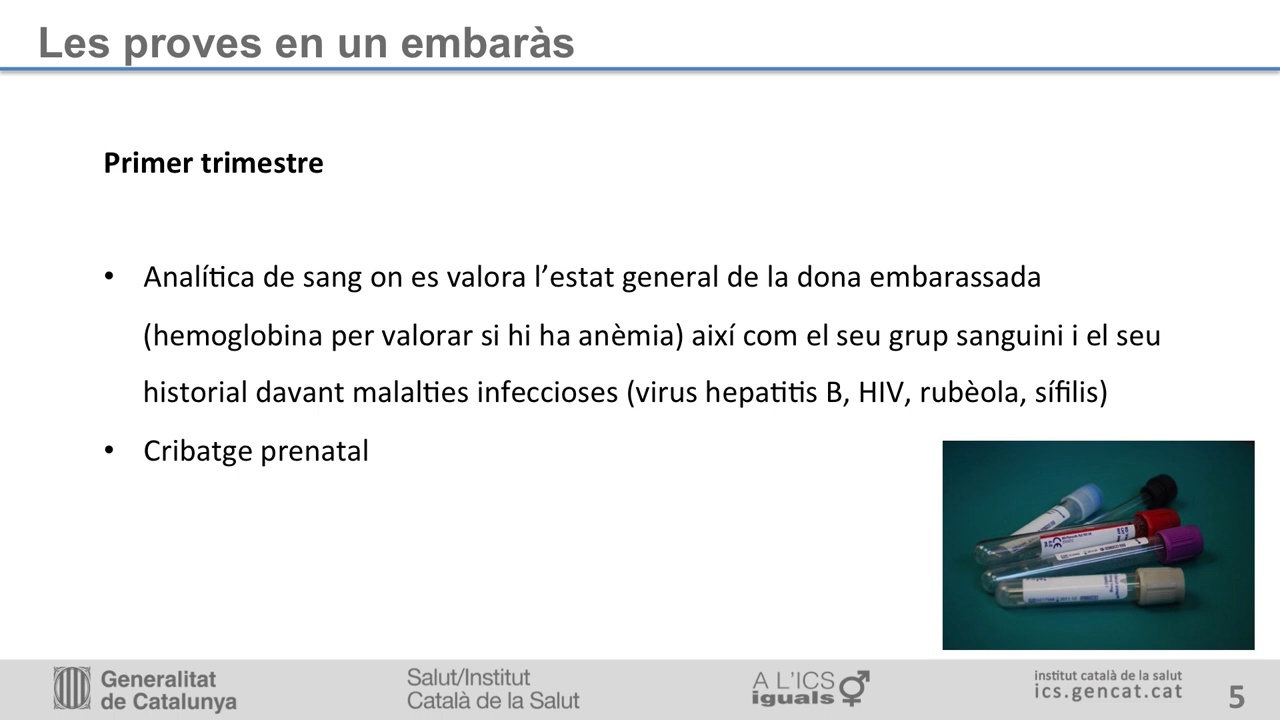 Les proves en un embaràs
Primer trimestre
• Analítica de sang on es valora l’estat general de la dona embarassada
(hemoglobina per valorar si hi ha anèmia) així com el seu grup sanguini i el seu
historial davant malalties infeccioses (virus hepatitis B, HIV, rubèola, sífilis)
• Cribatge prenatal
Generalitat
de Catalunya
Salut/Institut
Català de la Salut
A L'ICS
iguals
institut català de la salut
ics.gencat.cat
5